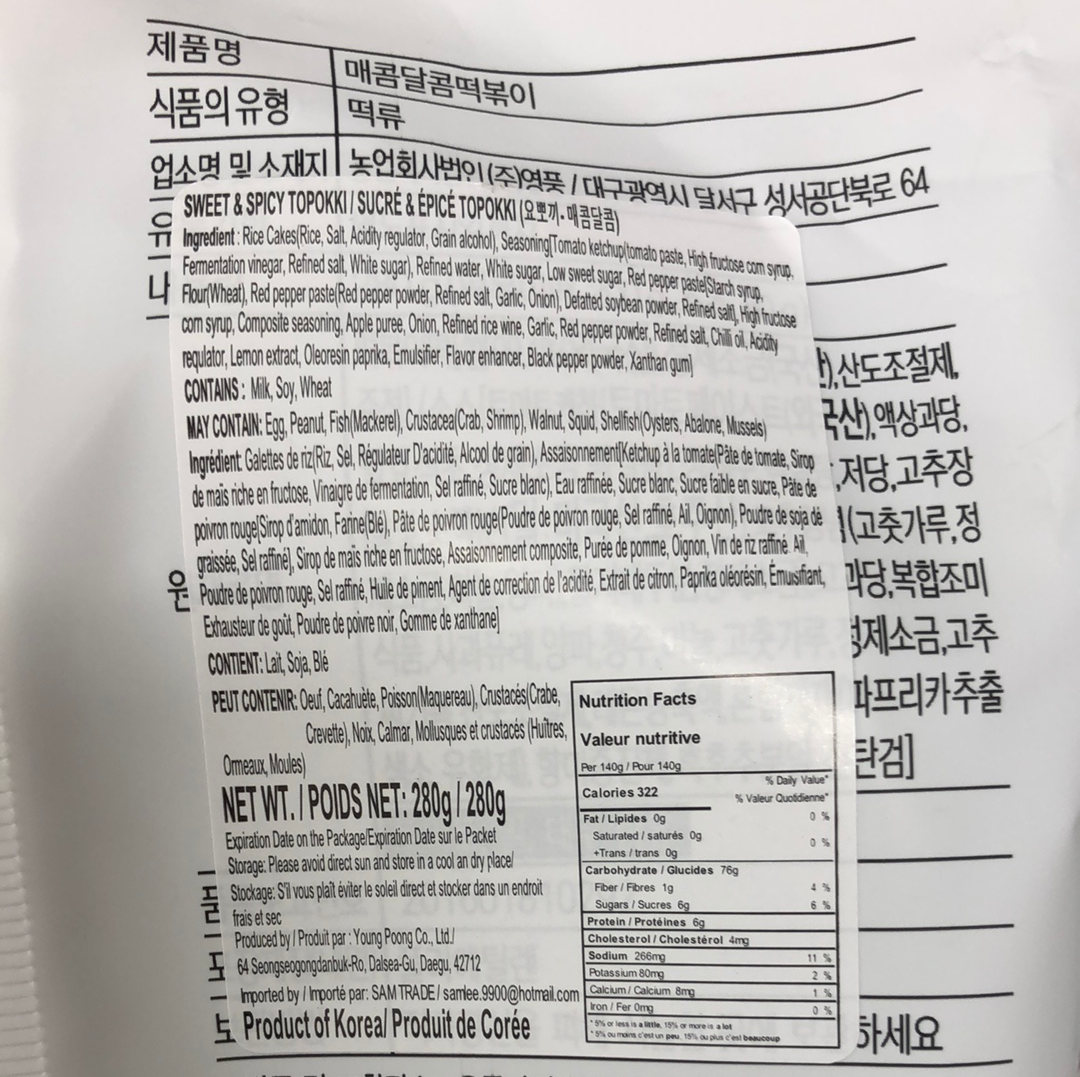 제품명
매콤달콤떡볶이
식품의 유형
떡류
업소명 및 소재지
농업회사법인(주)영풍 / 대구광역시 달서구 성서공단북로 64
유
나
SWEET & SPICY TOPOKKI / SUCRÉ & ÉPICÉ TOPOKKI (요뽀끼-매콤달콤)
Ingredient : Rice Cakes(Rice, Salt, Acidity regulator, Grain alcohol), Seasoning[Tomato ketchup(tomato paste, High fructose corn syrup,
Fermentation vinegar, Refined salt, White sugar), Refined water, White sugar, Low sweet sugar, Red pepper paste[Starch syrup,
Flour(Wheat), Red pepper paste(Red pepper powder, Refined salt, Garlic, Onion), Defatted soybean powder, Refined salt], High fructose
corn syrup, Composite seasoning, Apple puree, Onion, Refined rice wine, Garlic, Red pepper powder, Refined salt, Chilli oil, Acidity
regulator, Lemon extract, Oleoresin paprika, Emulsifier, Flavor enhancer, Black pepper powder, Xanthan gum]
CONTAINS : Milk, Soy, Wheat
MAY CONTAIN: Egg, Peanut, Fish(Mackerel), Crustacea(Crab, Shrimp), Walnut, Squid, Shellfish(Oysters, Abalone, Mussels)
Ingrédient: Galettes de riz(Riz, Sel, Régulateur D'acidité, Alcool de grain), Assaisonnement[Ketchup à la tomate(Pâte de tomate, Sirop
de maïs riche en fructose, Vinaigre de fermentation, Sel raffiné, Sucre blanc), Eau raffinée, Sucre blanc, Sucre faible en sucre, Pâte de
poivron rouge[Sirop d'amidon, Farine(Blé), Pâte de poivron rouge(Poudre de poivron rouge, Sel raffiné, Ail, Oignon), Poudre de soja dé
graissée, Sel raffiné], Sirop de maïs riche en fructose, Assaisonnement composite, Purée de pomme, Oignon, Vin de riz raffiné, Ail,
Poudre de poivron rouge, Sel raffiné, Huile de piment, Agent de correction de l'acidité, Extrait de citron, Paprika oléorésin, Émulsifiant,
Exhausteur de goût, Poudre de poivre noir, Gomme de xanthane]
CONTIENT: Lait, Soja, Blé
PEUT CONTENIR: Oeuf, Cacahuète, Poisson(Maquereau), Crustacés(Crabe,
Crevette), Noix, Calmar, Mollusques et crustacés (Huîtres,
Ormeaux, Moules)
NET WT. / POIDS NET: 280g / 280g
Expiration Date on the Package/Expiration Date sur le Packet
Storage: Please avoid direct sun and store in a cool an dry place/
Stockage: S'il vous plaît éviter le soleil direct et stocker dans un endroit
frais et sec
Produced by / Produit par : Young Poong Co., Ltd./
64 Seongseogongdanbuk-Ro, Dalsea-Gu, Daegu, 42712
Imported by / Importé par: SAM TRADE / samlee.9900@hotmail.com
Product of Korea/ Produit de Corée
Nutrition Facts
Valeur nutritive
Per 140g / Pour 140g
% Daily Value*
Calories 322
% Valeur Quotidienne*
Fat / Lipides 0g 0 %
Saturated / saturés 0g
+Trans / trans 0g 0 %
Carbohydrate / Glucides 76g
Fiber / Fibres 1g 4 %
Sugars / Sucres 6g 6 %
Protein / Protéines 6g
Cholesterol / Cholestérol 4mg
Sodium 266mg 11 %
Potassium 80mg 2 %
Calcium / Calcium 8mg 1 %
Iron / Fer 0mg 0 %
*5% or less is a little, 15% or more is a lot
*5% ou moins c'est un peu, 15% ou plus c'est beaucoup
,산도조절제,
국산),액상과당,
,저당,고추장
(고춧가루,정
과당,복합조미
정제소금,고추
파프리카추출
탄검]
원
하세요